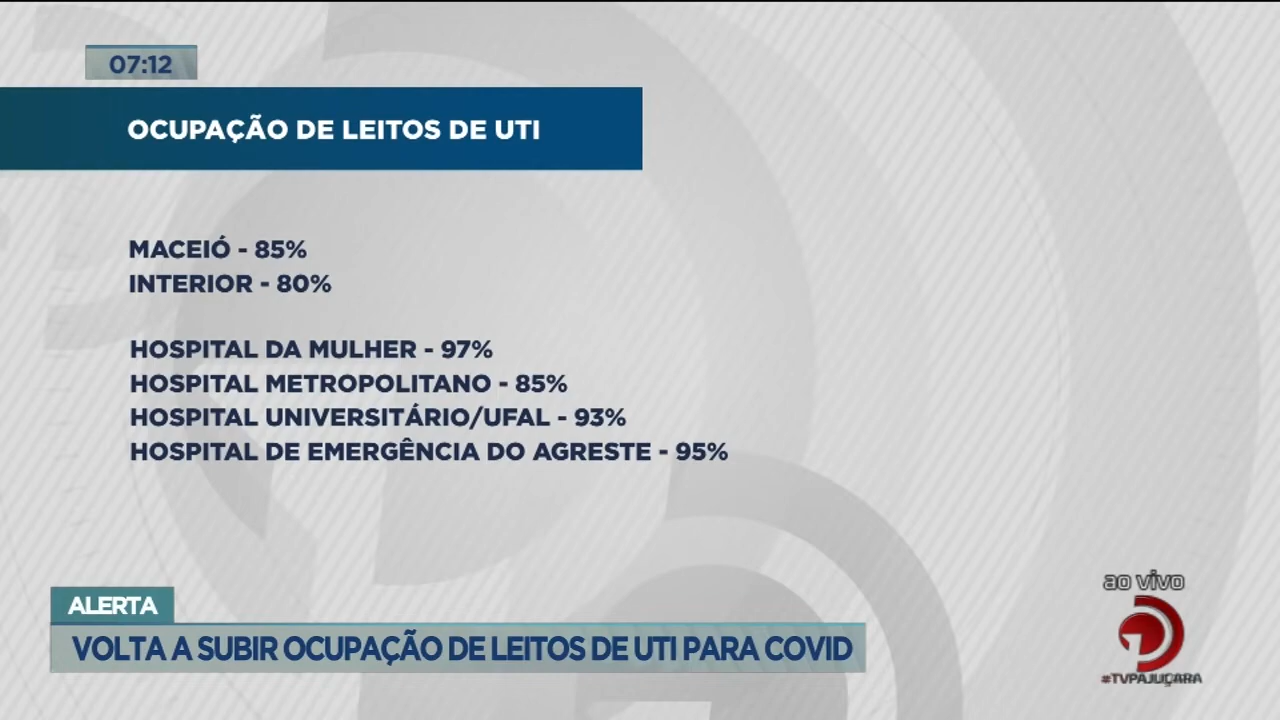 07:12
OCUPAÇÃO DE LEITOS DE UTI
MACEIÓ - 85%
INTERIOR - 80%
HOSPITAL DA MULHER - 97%
HOSPITAL METROPOLITANO - 85%
HOSPITAL UNIVERSITÁRIO/UFAL - 93%
HOSPITAL DE EMERGÊNCIA DO AGRESTE - 95%
ALERTA
VOLTA A SUBIR OCUPAÇÃO DE LEITOS DE UTI PARA COVID
ao vivo
#TVPAJUÇARA